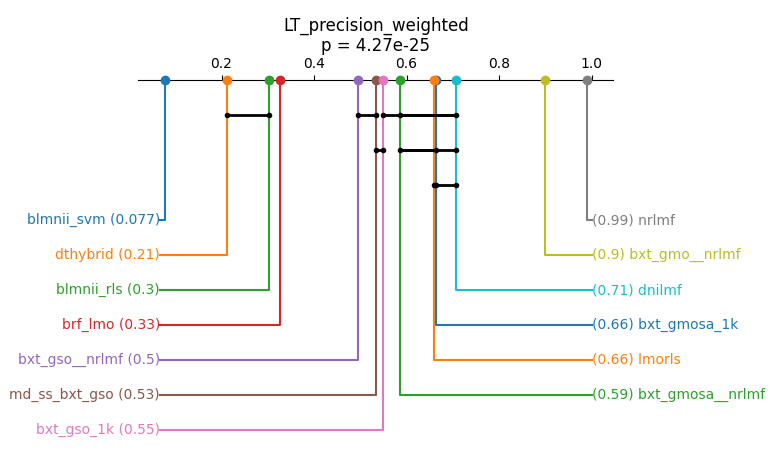 LT_precision_weighted
p = 4.27e-25
0.2 0.4 0.6 0.8 1.0
blmnii_svm (0.077)
(0.99) nrlmf
dthybrid (0.21)
(0.9) bxt_gmo__nrlmf
blmnii_rls (0.3)
(0.71) dnilmf
brf_lmo (0.33)
(0.66) bxt_gmosa_1k
bxt_gso__nrlmf (0.5)
(0.66) lmorls
md_ss_bxt_gso (0.53)
(0.59) bxt_gmosa__nrlmf
bxt_gso_1k (0.55)